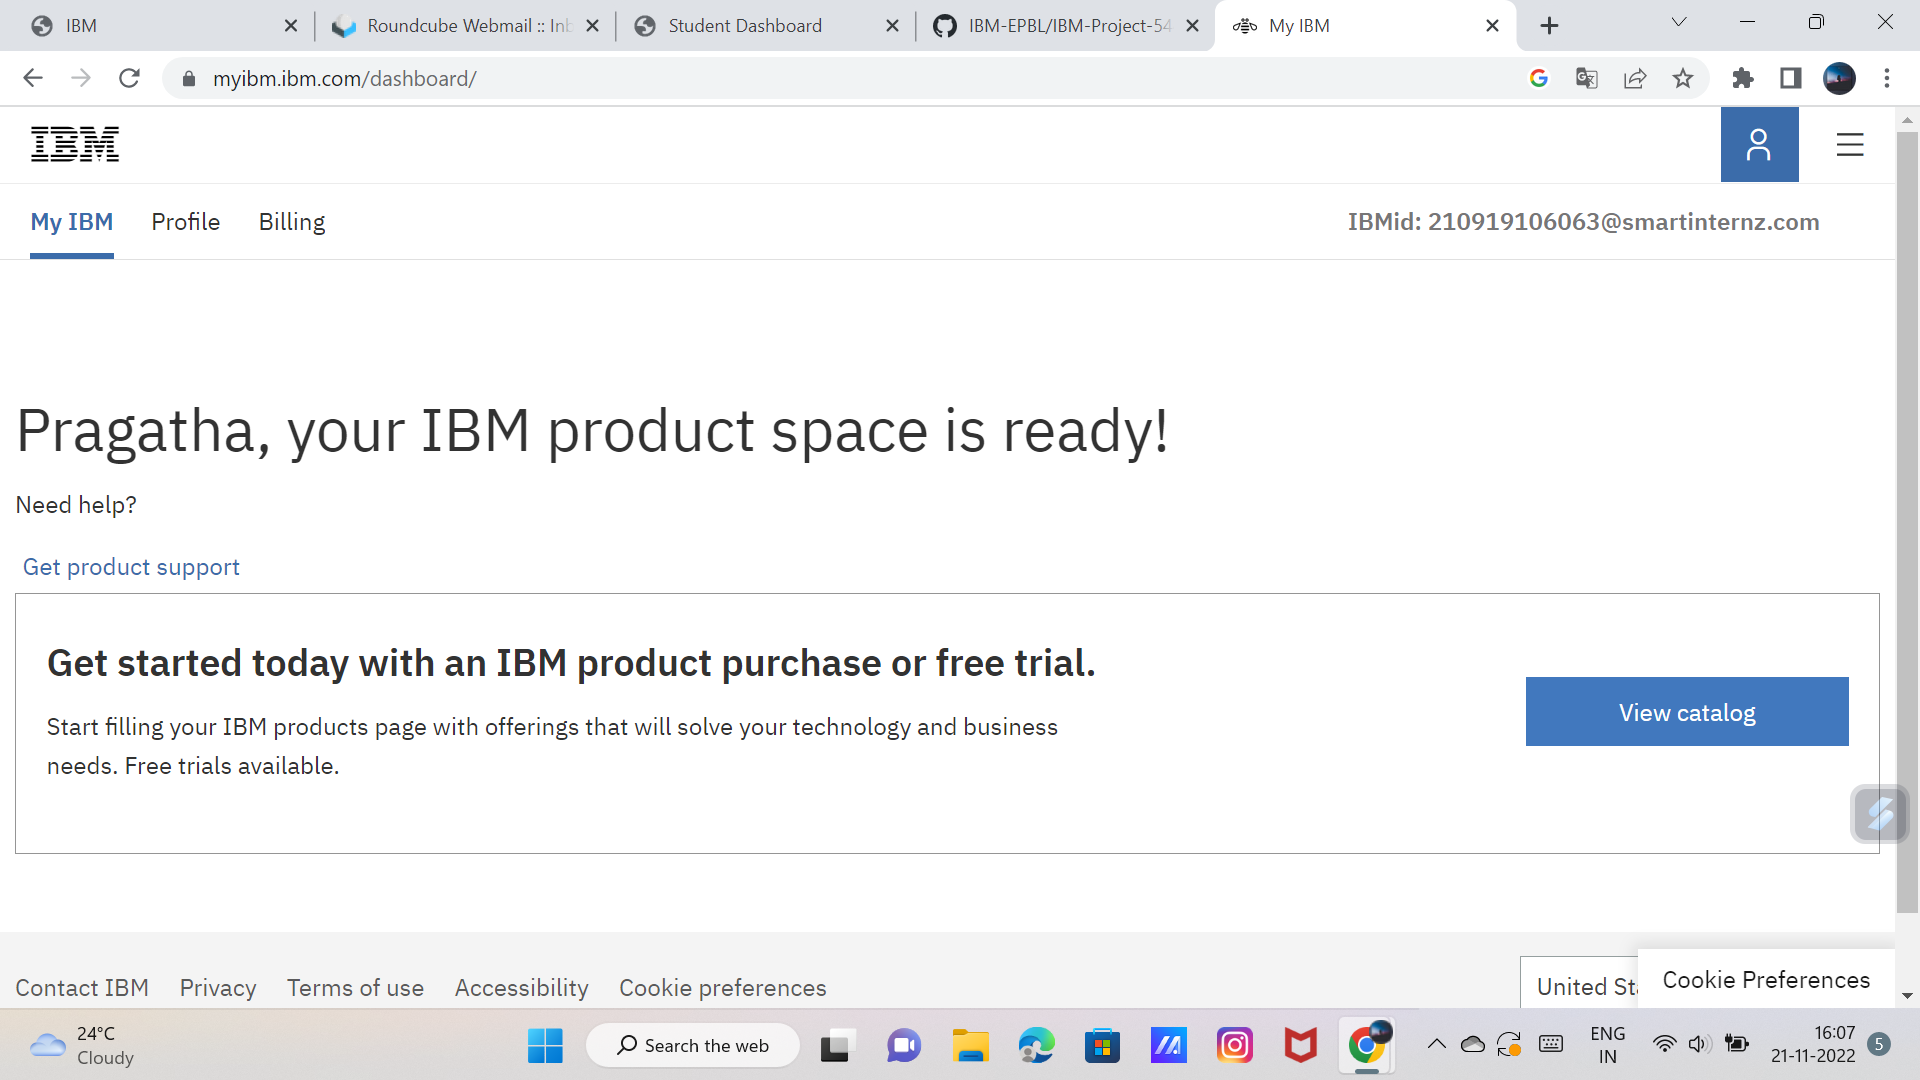 IBM
Roundcube Webmail :: Inb
Student Dashboard
IBM-EPBL/IBM-Project-54
My IBM
myibm.ibm.com/dashboard/
IBM
My IBM
Profile
Billing
IBMid: 210919106063@smartinternz.com
Pragatha, your IBM product space is ready!
Need help?
Get product support
Get started today with an IBM product purchase or free trial.
Start filling your IBM products page with offerings that will solve your technology and business
needs. Free trials available.
View catalog
Contact IBM
Privacy
Terms of use
Accessibility
Cookie preferences
United Sta
Cookie Preferences
24°C
Cloudy
Search the web
ENG
IN
16:07
21-11-2022
5